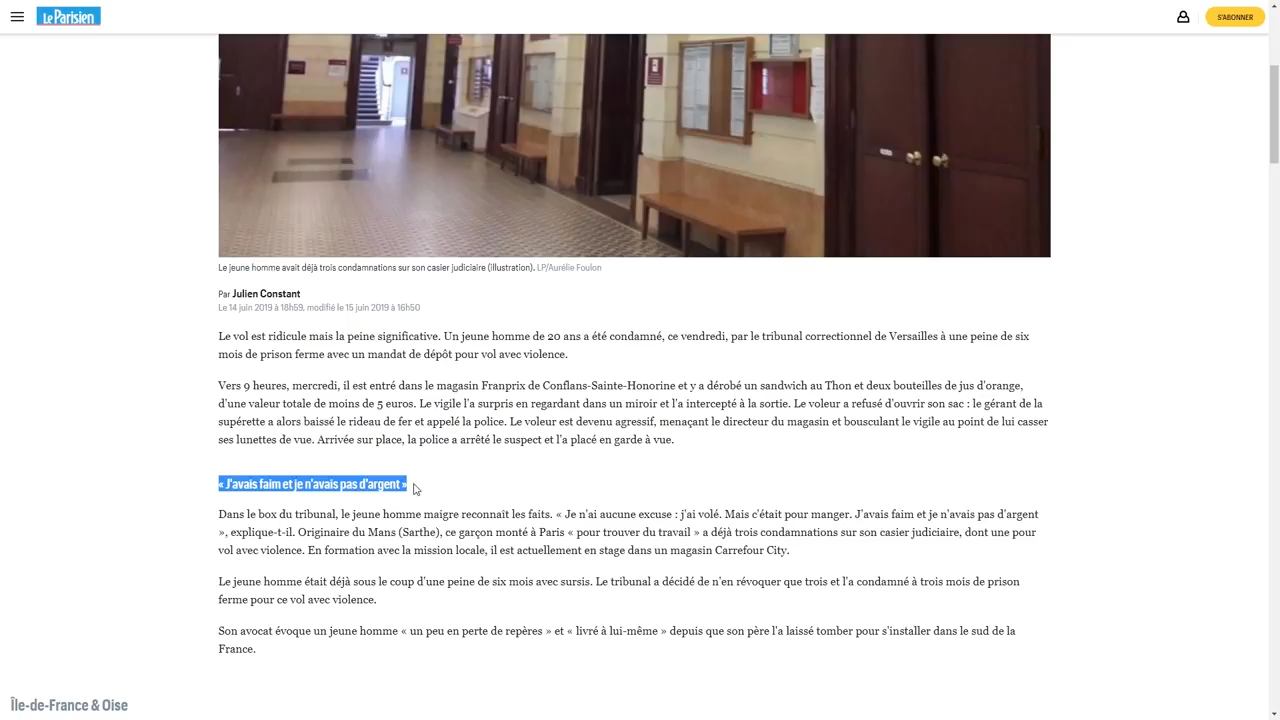 Le Parisien
S'ABONNER
Le jeune homme avait déjà trois condamnations sur son casier judiciaire (illustration). LP/Aurélie Foulon
Par Julien Constant
Le 14 juin 2019 à 18h59, modifié le 15 juin 2019 à 16h50
Le vol est ridicule mais la peine significative. Un jeune homme de 20 ans a été condamné, ce vendredi, par le tribunal correctionnel de Versailles à une peine de six
mois de prison ferme avec un mandat de dépôt pour vol avec violence.
Vers 9 heures, mercredi, il est entré dans le magasin Franprix de Conflans-Sainte-Honorine et y a dérobé un sandwich au Thon et deux bouteilles de jus d'orange,
d'une valeur totale de moins de 5 euros. Le vigile l'a surpris en regardant dans un miroir et l'a intercepté à la sortie. Le voleur a refusé d'ouvrir son sac : le gérant de la
supérette a alors baissé le rideau de fer et appelé la police. Le voleur est devenu agressif, menaçant le directeur du magasin et bousculant le vigile au point de lui casser
ses lunettes de vue. Arrivée sur place, la police a arrêté le suspect et l'a placé en garde à vue.
« J'avais faim et je n'avais pas d'argent »
Dans le box du tribunal, le jeune homme maigre reconnaît les faits. « Je n'ai aucune excuse : j'ai volé. Mais c'était pour manger. J'avais faim et je n'avais pas d'argent
», explique-t-il. Originaire du Mans (Sarthe), ce garçon monté à Paris « pour trouver du travail » a déjà trois condamnations sur son casier judiciaire, dont une pour
vol avec violence. En formation avec la mission locale, il est actuellement en stage dans un magasin Carrefour City.
Le jeune homme était déjà sous le coup d'une peine de six mois avec sursis. Le tribunal a décidé de n'en révoquer que trois et l'a condamné à trois mois de prison
ferme pour ce vol avec violence.
Son avocat évoque un jeune homme « un peu en perte de repères » et « livré à lui-même » depuis que son père l'a laissé tomber pour s'installer dans le sud de la
France.
Île-de-France & Oise